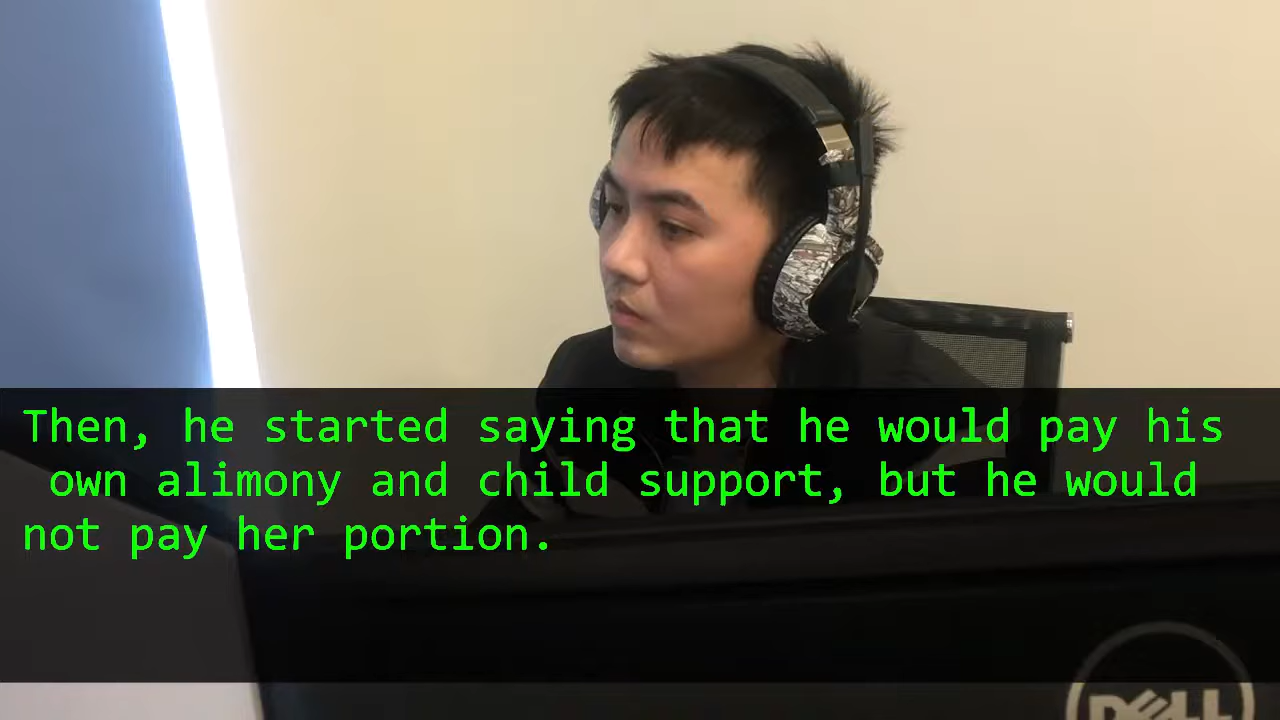 Then, he started saying that he would pay his
own alimony and child support, but he would
not pay her portion.
DELL